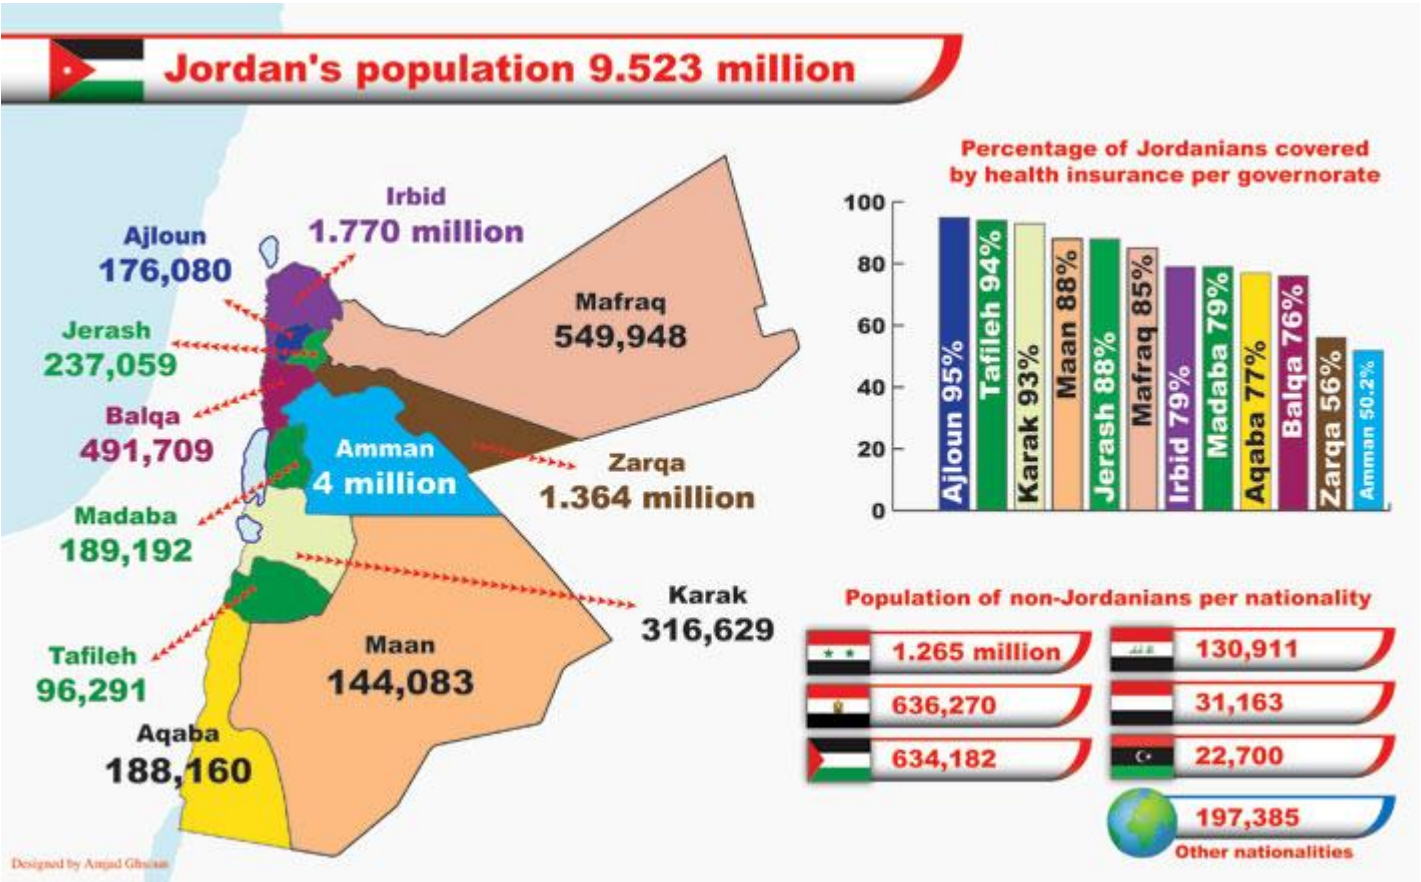 Jordan's population 9.523 million
Irbid
1.770 million
Ajloun
176,080
Jerash
237,059
Balqa
491,709
Madaba
189,192
Tafileh
96,291
Aqaba
188,160
Mafraq
549,948
Amman
4 million
Zarqa
1.364 million
Karak
316,629
Maan
144,083
Percentage of Jordanians covered
by health insurance per governorate
100
80
60
40
20
0
Ajloun 95%
Tafileh 94%
Karak 93%
Maan 88%
Jerash 88%
Mafraq 85%
Irbid 79%
Madaba 79%
Aqaba 77%
Balqa 76%
Zarqa 56%
Amman 50.2%
Population of non-Jordanians per nationality
1.265 million
636,270
634,182
130,911
31,163
22,700
197,385
Other nationalities
Designed by Amjad